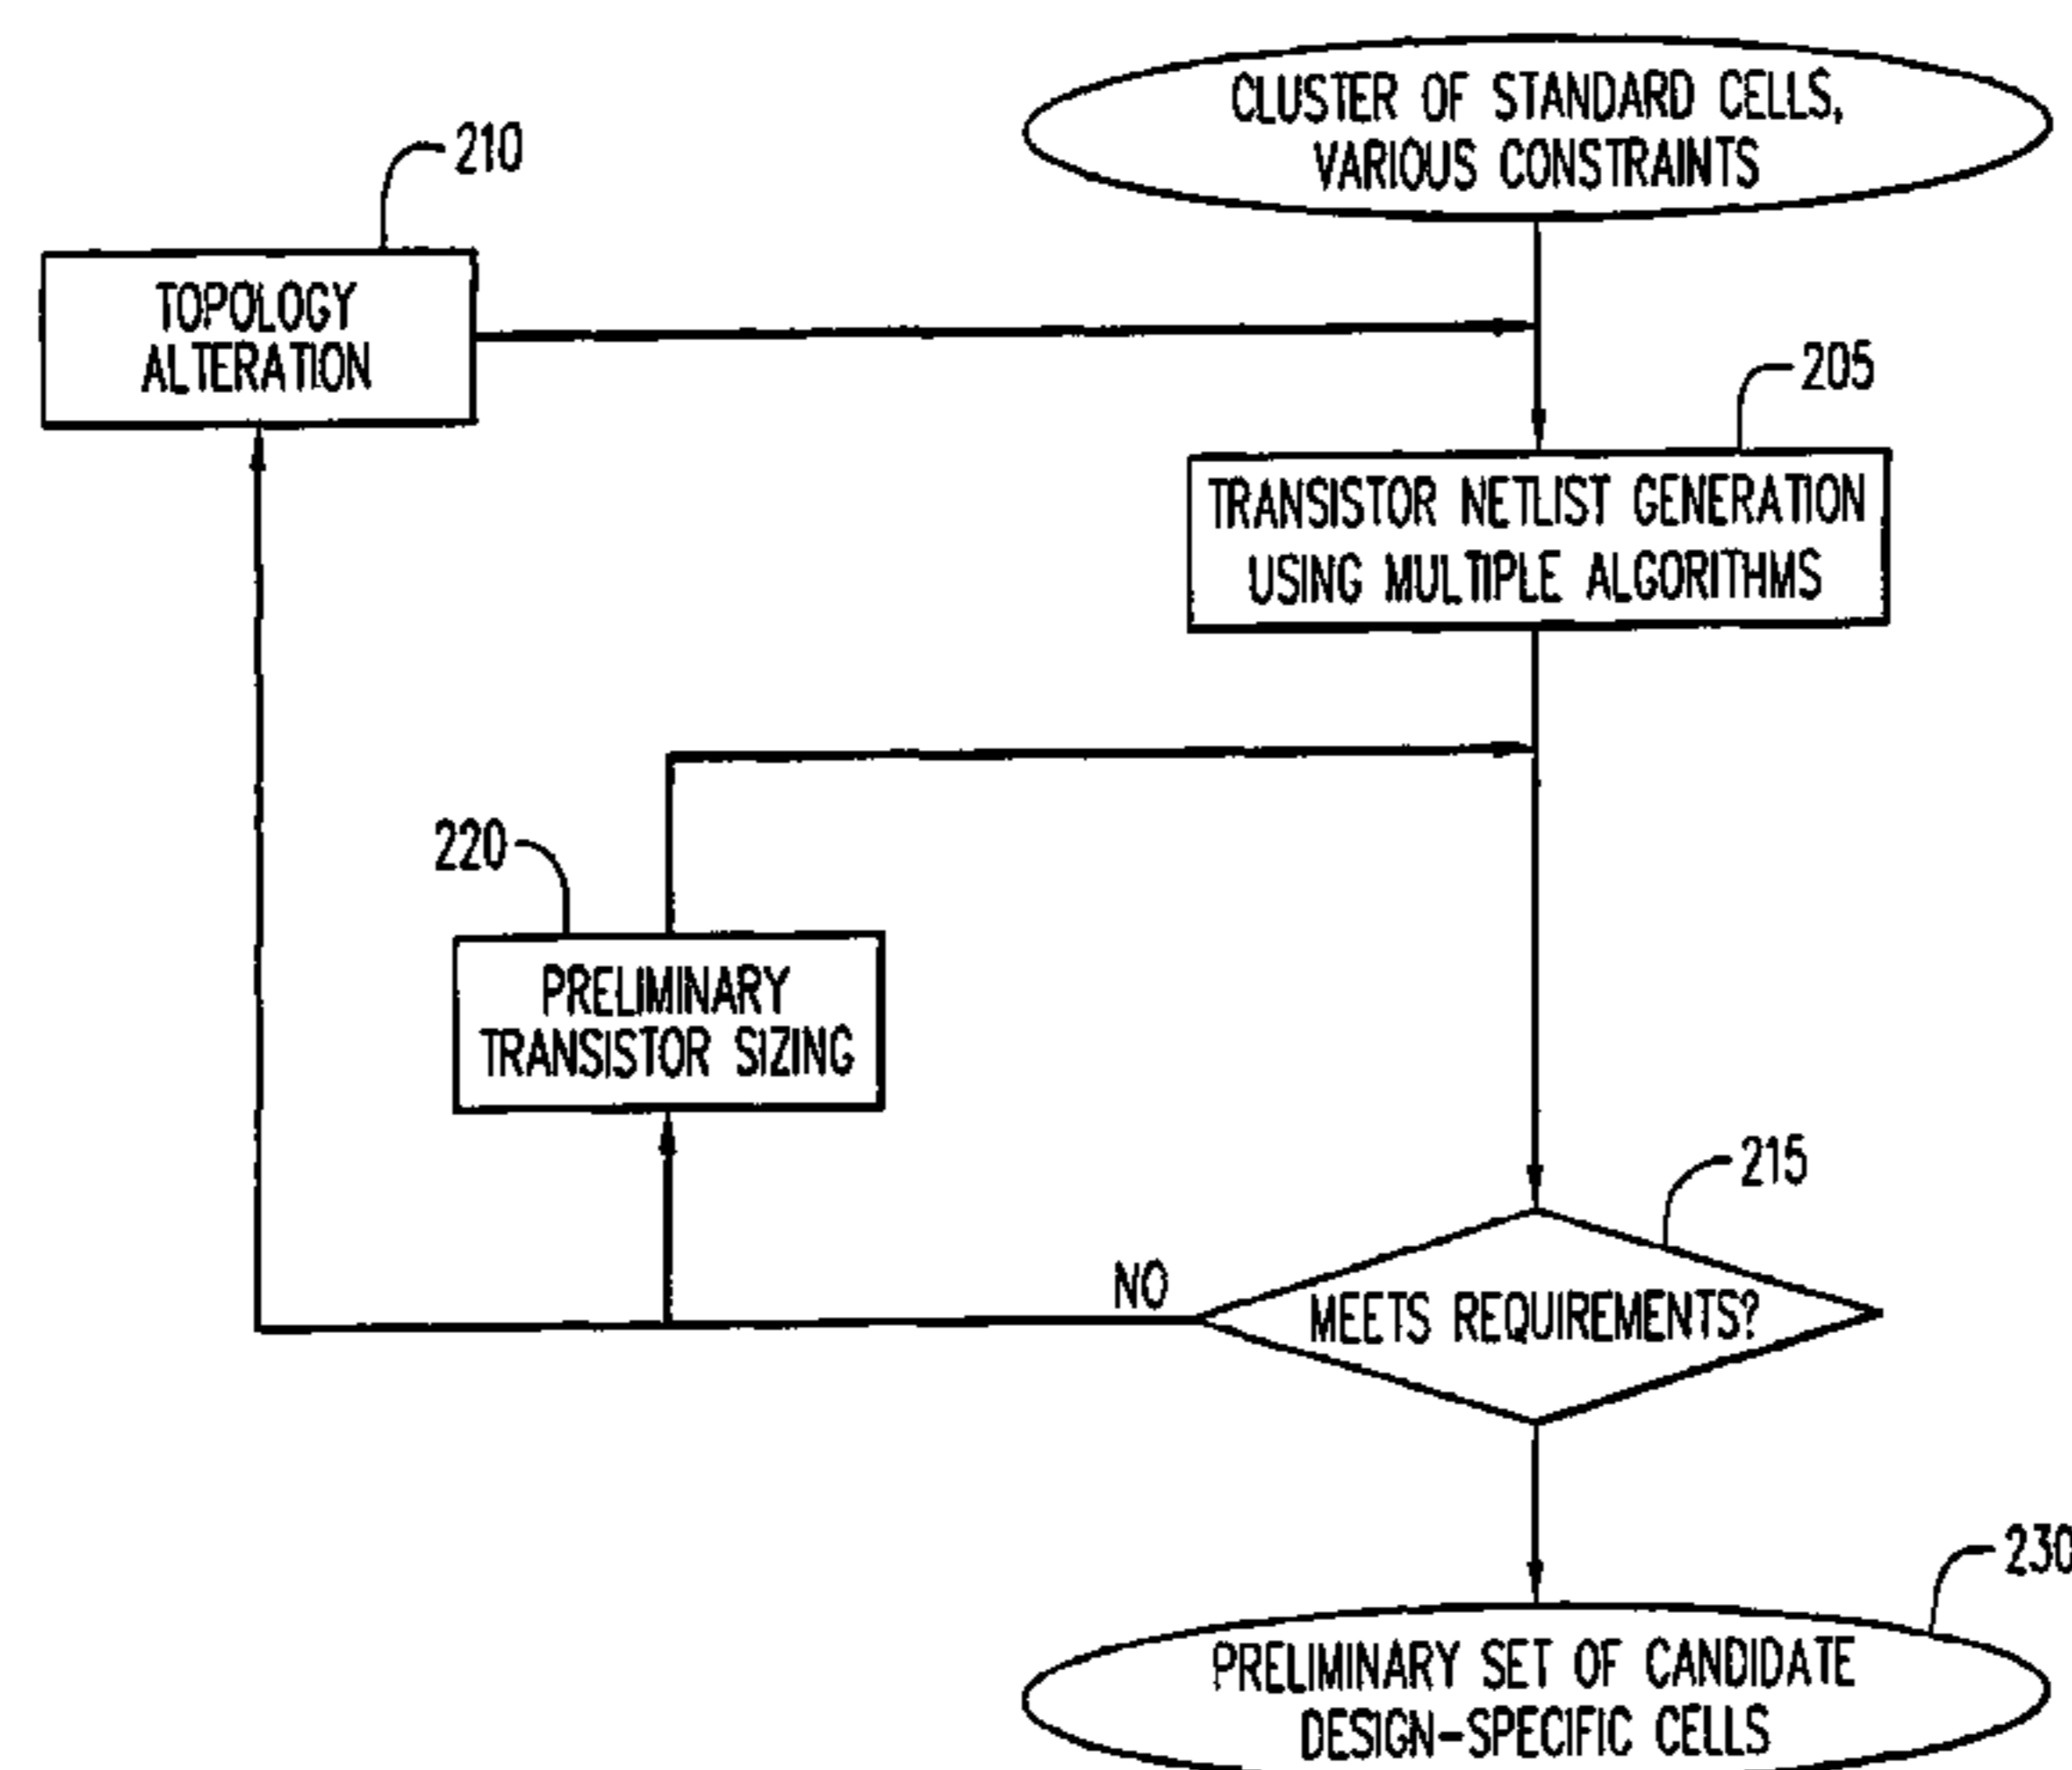 CLUSTER OF STANDARD CELLS,
VARIOUS CONSTRAINTS
210
TOPOLOGY
ALTERATION
205
TRANSISTOR NETLIST GENERATION
USING MULTIPLE ALGORITHMS
220
PRELIMINARY
TRANSISTOR SIZING
215
NO
MEETS REQUIREMENTS?
230
PRELIMINARY SET OF CANDIDATE
DESIGN-SPECIFIC CELLS